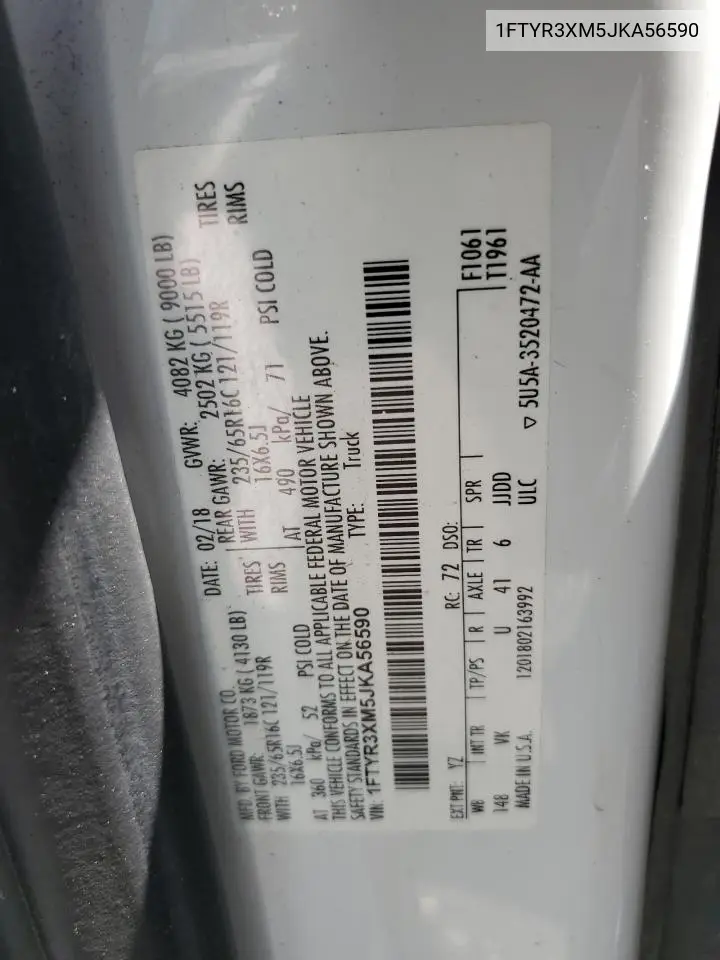 1FTYR3XM5JKA56590
MFD. BY FORD MOTOR CO. DATE: 02/18 GVWR: 4082 KG ( 9000 LB)
FRONT GAWR: 1873 KG ( 4130 LB) REAR GAWR: 2502 KG ( 5515 LB)
WITH 235/65R16C 121/119R TIRES WITH 235/65R16C 121/119R TIRES
16X6.5J RIMS 16X6.5J RIMS
AT 360 kPa/ 52 PSI COLD AT 490 kPa/ 71 PSI COLD
THIS VEHICLE CONFORMS TO ALL APPLICABLE FEDERAL MOTOR VEHICLE
SAFETY STANDARDS IN EFFECT ON THE DATE OF MANUFACTURE SHOWN ABOVE.
VIN: 1FTYR3XM5JKA56590 TYPE: Truck
EXT PNT: YZ RC: 72 DSO: F1061
WB INT TR TP/PS R AXLE TR SPR T1961
148 VK U 41 6 JJDD
MADE IN U.S.A. 1201802163992 ULC ▽ 5U5A-3520472-AA